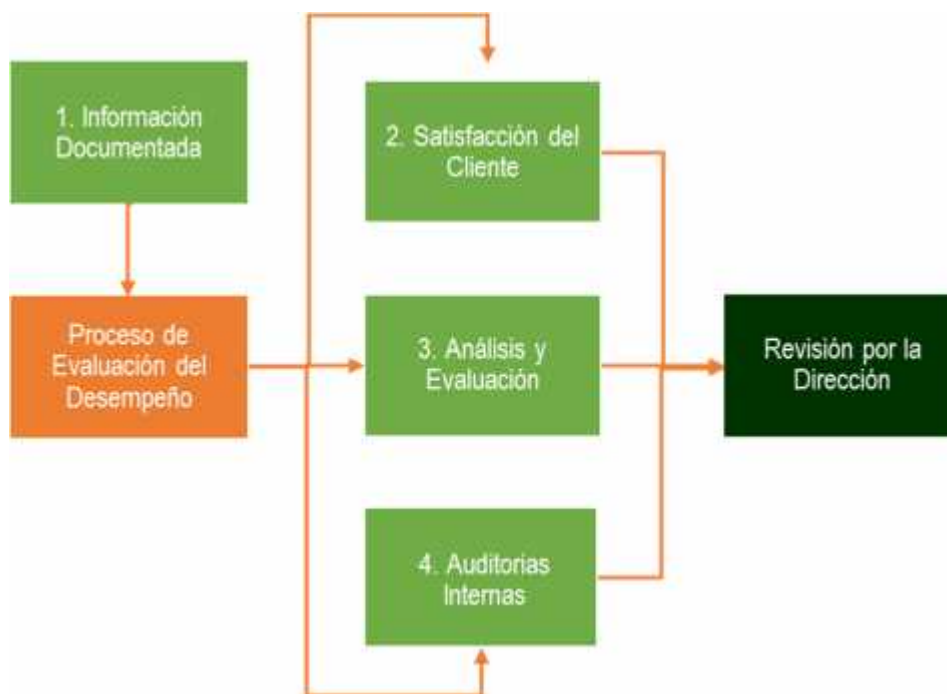 1. Información
Documentada
Proceso de
Evaluación del
Desempeño
2. Satisfacción del
Cliente
3. Análisis y
Evaluación
4. Auditorias
Internas
Revisión por la
Dirección